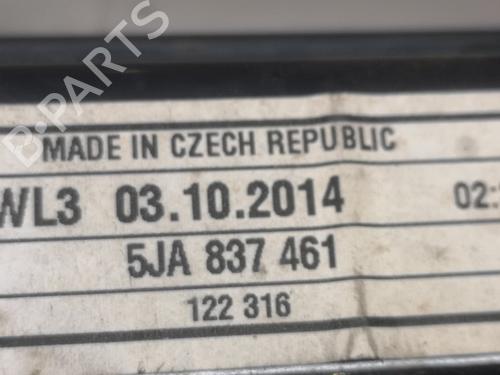 B-PARTS
MADE IN CZECH REPUBLIC
WL3 03.10.2014 02.
5JA 837 461
122 316